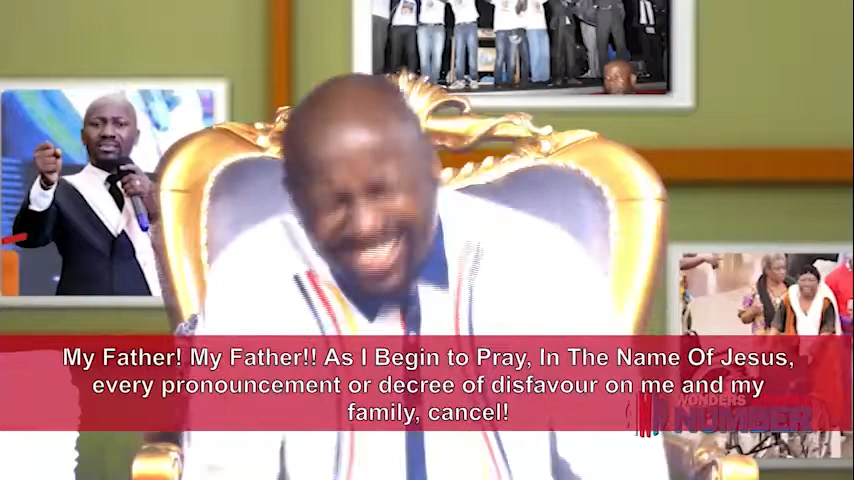 My Father! My Father!! As I Begin to Pray, In The Name Of Jesus,
every pronouncement or decree of disfavour on me and my
family, cancel!
WONDERS
NUMBER